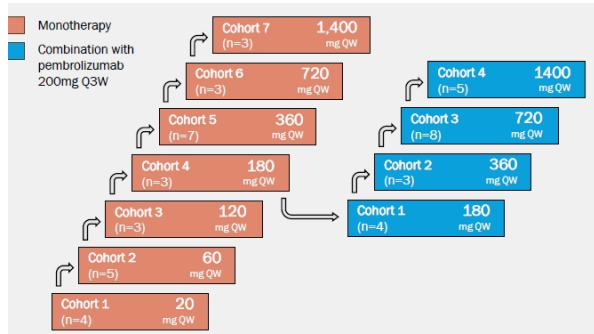 Monotherapy
Combination with
pembrolizumab
200mg Q3W
Cohort 7 1,400
(n=3) mg QW
Cohort 6 720
(n=3) mg QW
Cohort 5 360
(n=7) mg QW
Cohort 4 180
(n=3) mg QW
Cohort 3 120
(n=3) mg QW
Cohort 2 60
(n=5) mg QW
Cohort 1 20
(n=4) mg QW
Cohort 4 1400
(n=5) mg QW
Cohort 3 720
(n=8) mg QW
Cohort 2 360
(n=3) mg QW
Cohort 1 180
(n=4) mg QW